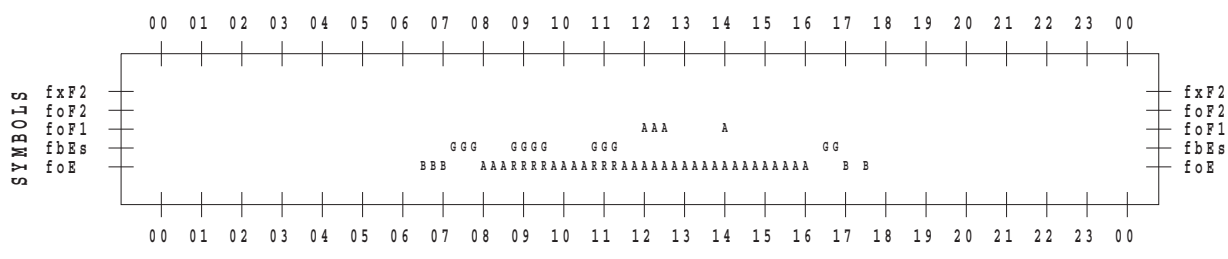 00 01 02 03 04 05 06 07 08 09 10 11 12 13 14 15 16 17 18 19 20 21 22 23 00
SYMBOLS
fxF2 fxF2
foF2 foF2
foF1 AAA A foF1
fbEs GGG GGGG GGG GG fbEs
foE BBB AAARRRRAAAARRRAAAAAAAAAAAAAAAAAAA B B foE
00 01 02 03 04 05 06 07 08 09 10 11 12 13 14 15 16 17 18 19 20 21 22 23 00